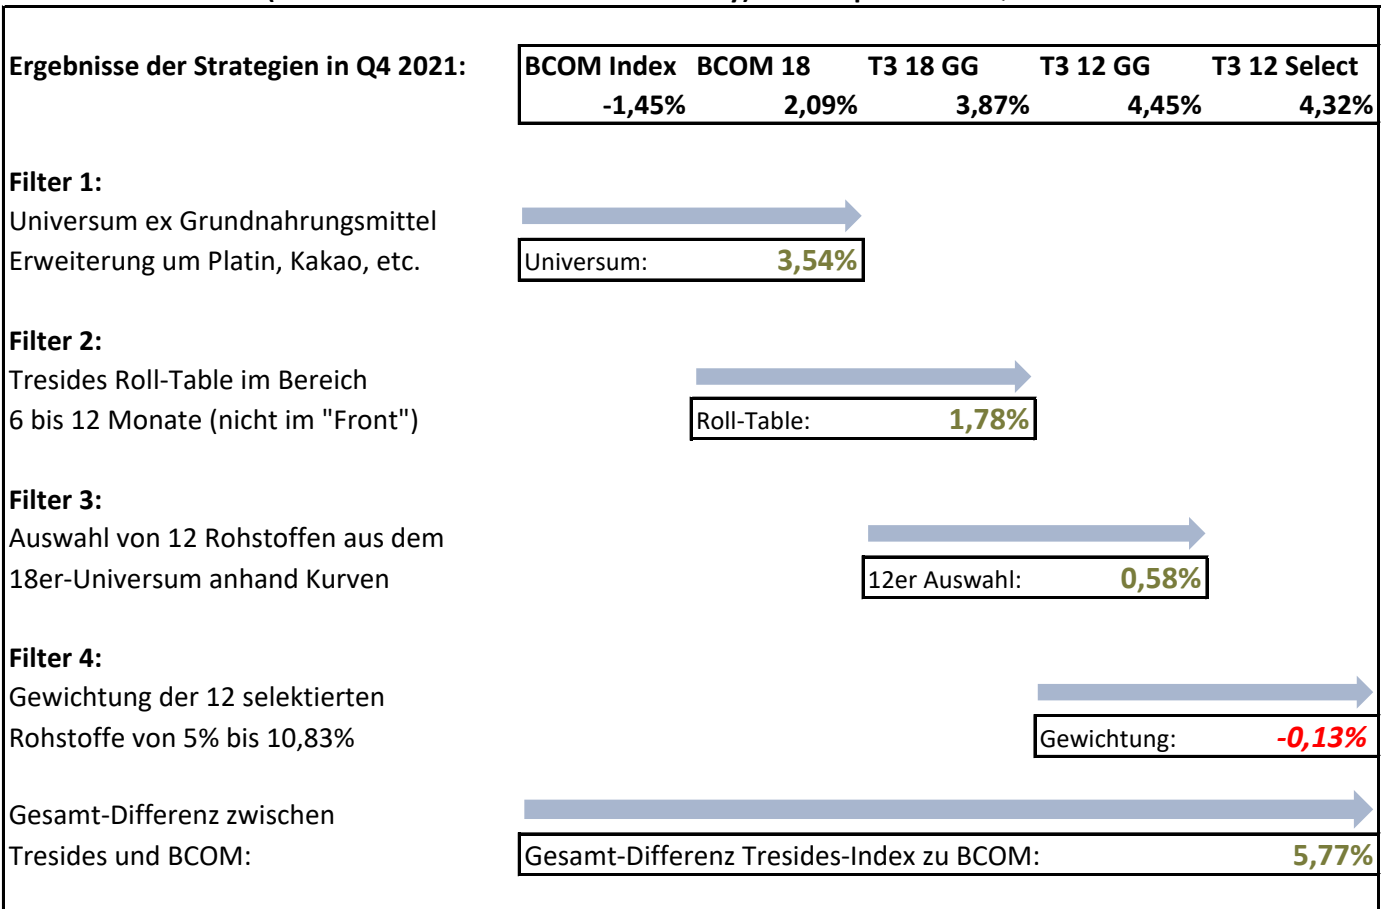 Ergebnisse der Strategien in Q4 2021: BCOM Index BCOM 18 T3 18 GG T3 12 GG T3 12 Select
-1,45% 2,09% 3,87% 4,45% 4,32%
Filter 1:
Universum ex Grundnahrungsmittel
Erweiterung um Platin, Kakao, etc. Universum: 3,54%
Filter 2:
Tresides Roll-Table im Bereich
6 bis 12 Monate (nicht im "Front") Roll-Table: 1,78%
Filter 3:
Auswahl von 12 Rohstoffen aus dem
18er-Universum anhand Kurven 12er Auswahl: 0,58%
Filter 4:
Gewichtung der 12 selektierten
Rohstoffe von 5% bis 10,83% Gewichtung: -0,13%
Gesamt-Differenz zwischen
Tresides und BCOM: Gesamt-Differenz Tresides-Index zu BCOM: 5,77%